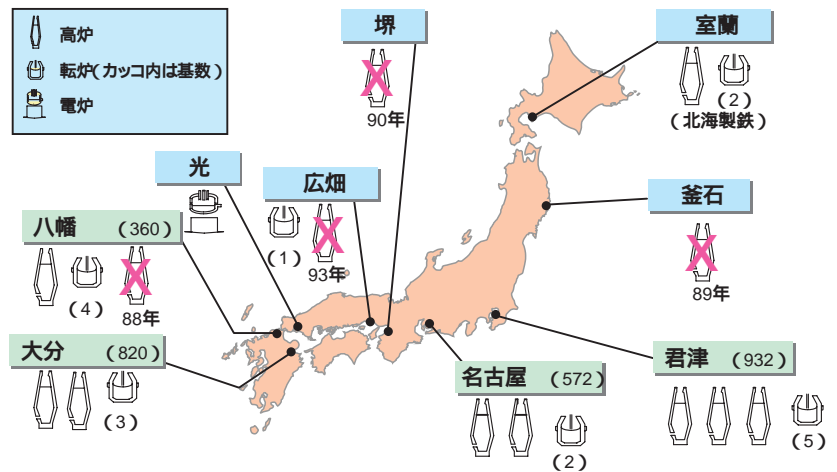 高炉
転炉(カッコ内は基数)
電炉
堺
90年
室蘭
(2)
(北海製鉄)
光
広畑
(1)
93年
釜石
89年
八幡 (360)
(4)
88年
大分 (820)
(3)
名古屋 (572)
(2)
君津 (932)
(5)